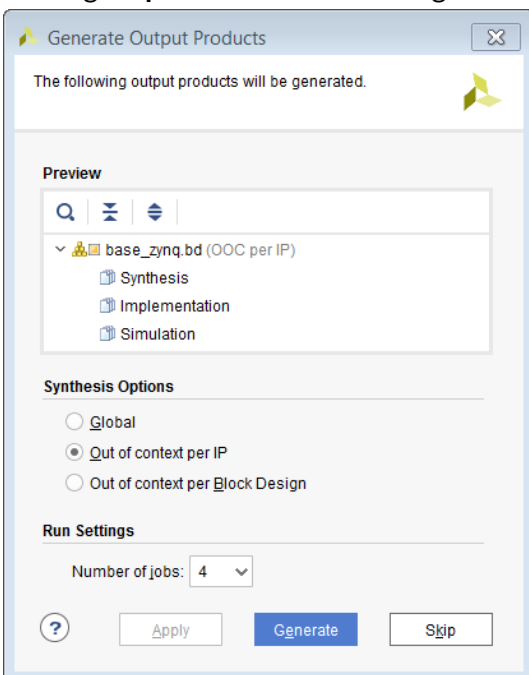 Generate Output Products
The following output products will be generated.
Preview
base_zynq.bd (OOC per IP)
Synthesis
Implementation
Simulation
Synthesis Options
Global
Out of context per IP
Out of context per Block Design
Run Settings
Number of jobs: 4
? Apply Generate Skip